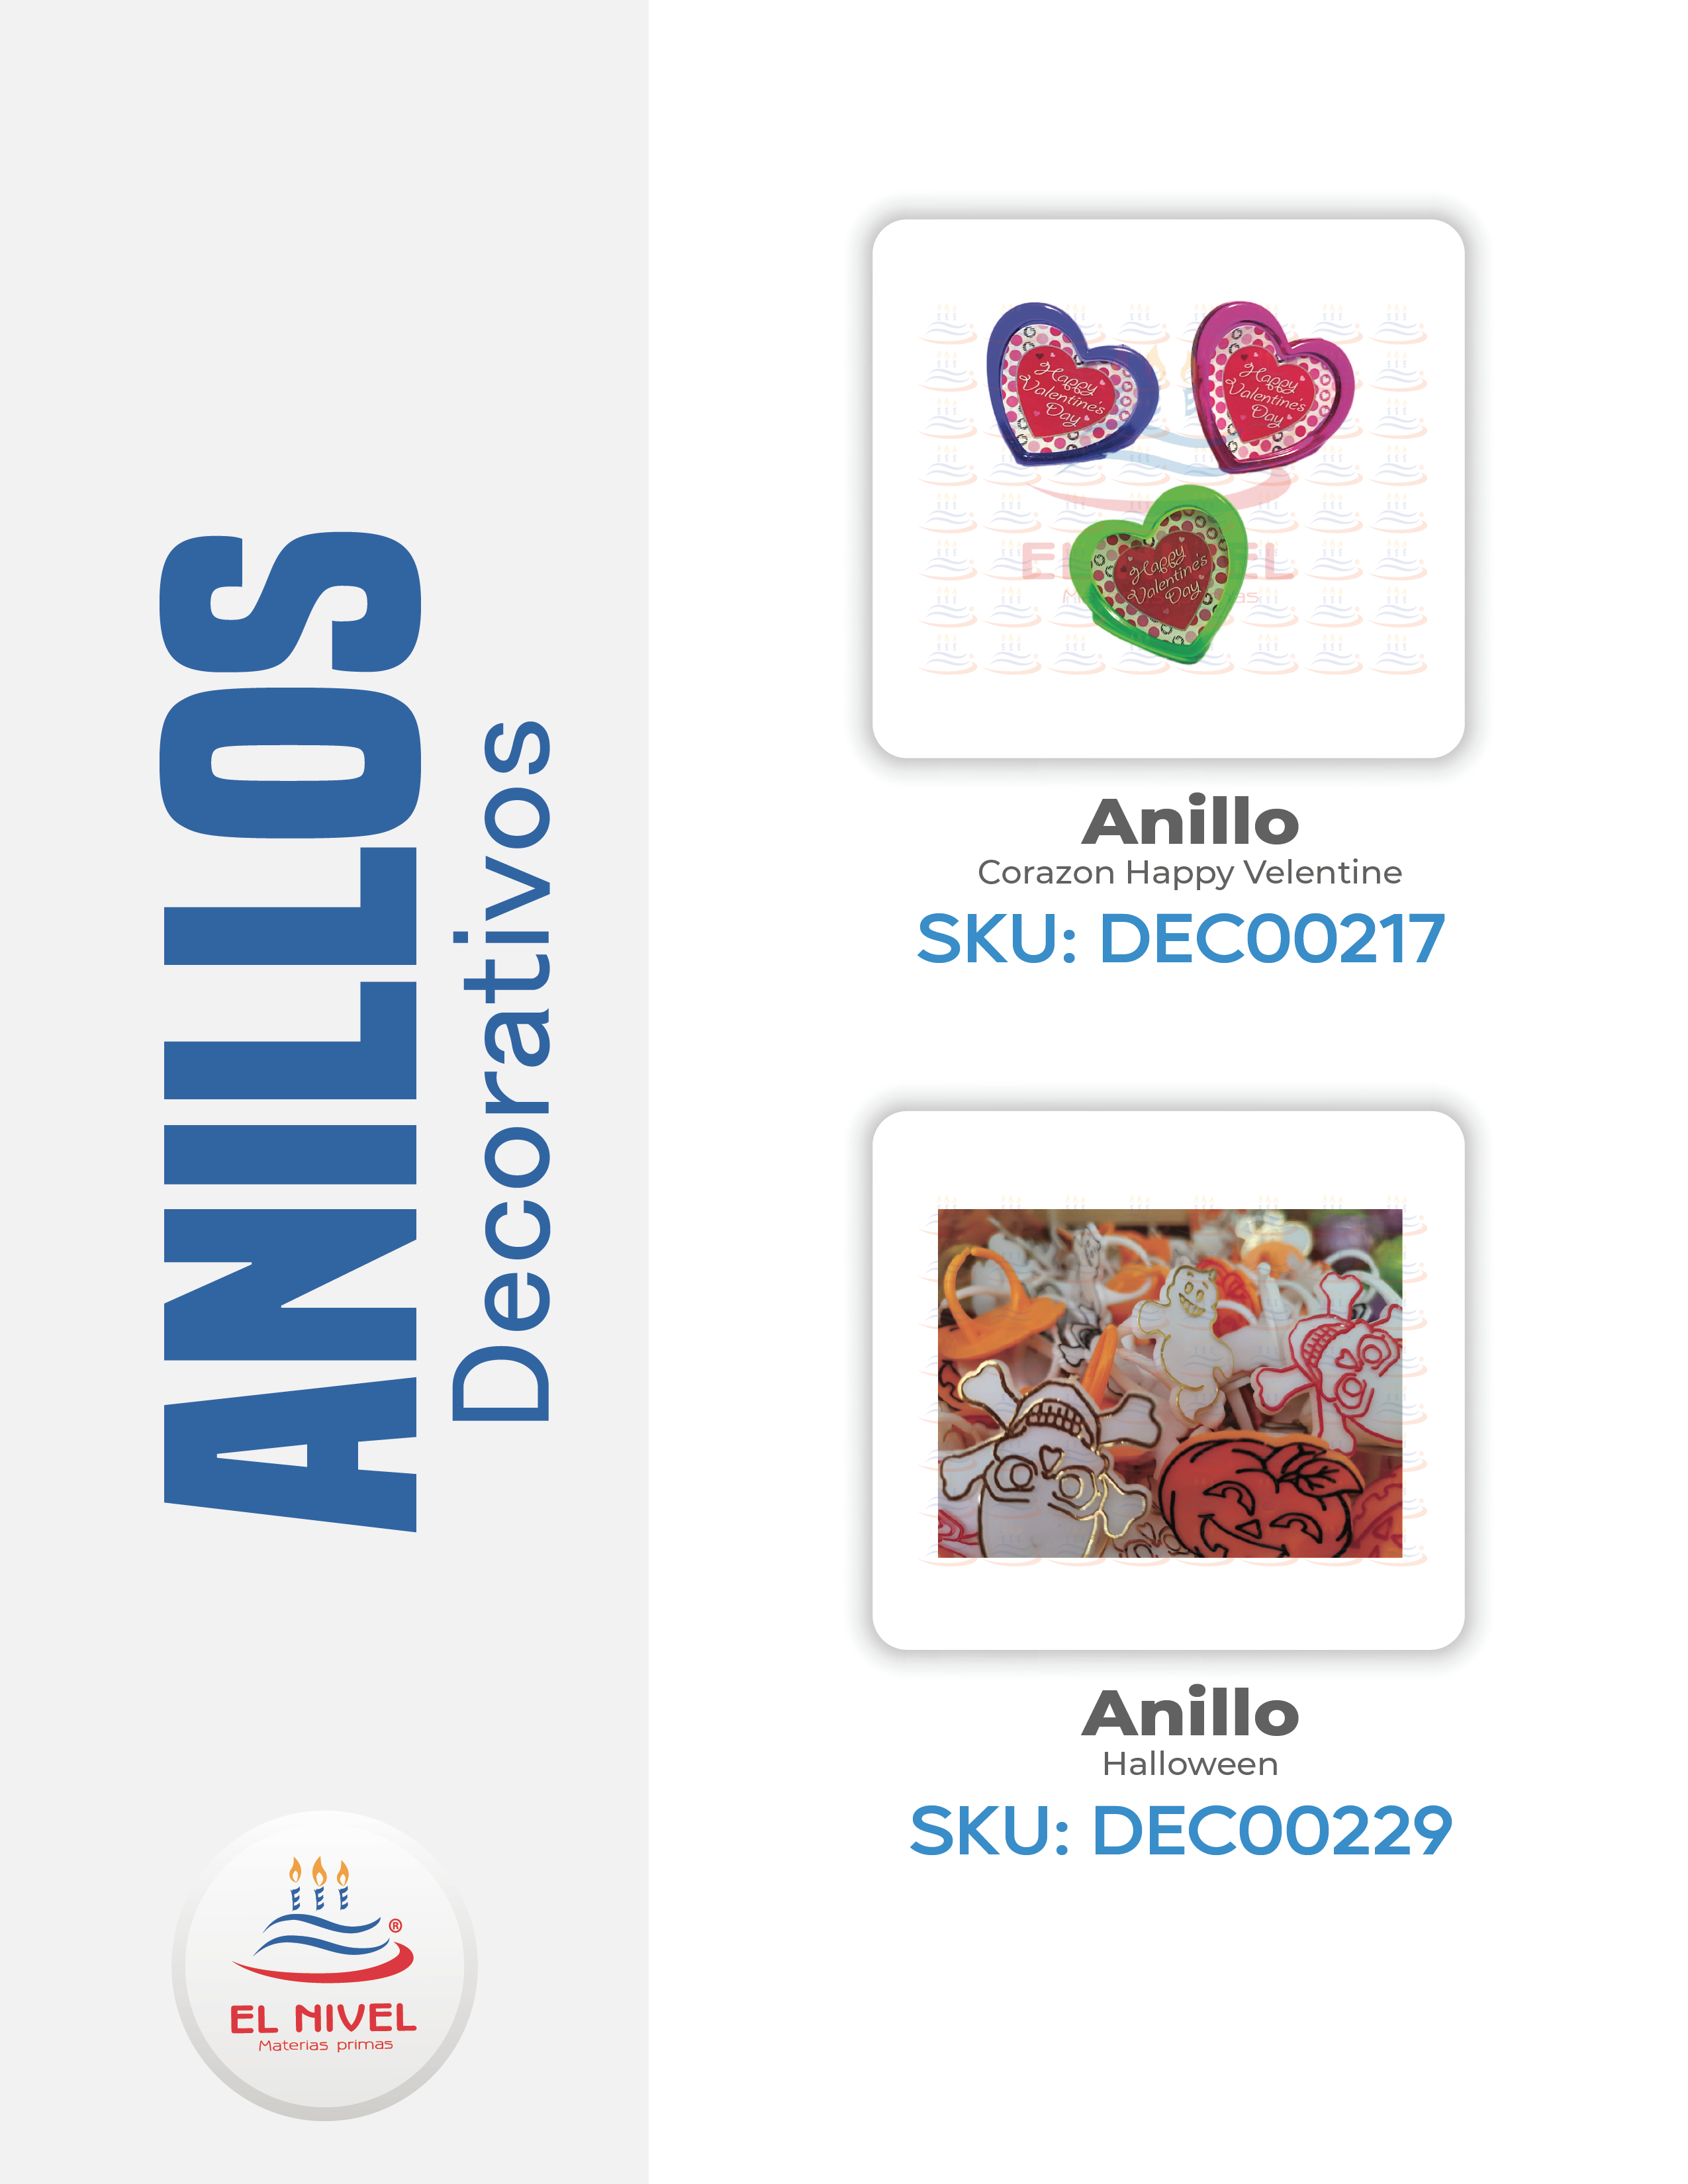 ANILLOS
Decorativos
Happy
Valentine's
Day
Happy
Valentine's
Day
Happy
Valentine's
Day
Anillo
Corazon Happy Velentine
SKU: DEC00217
Anillo
Halloween
SKU: DEC00229
®
EL NIVEL
Materias primas